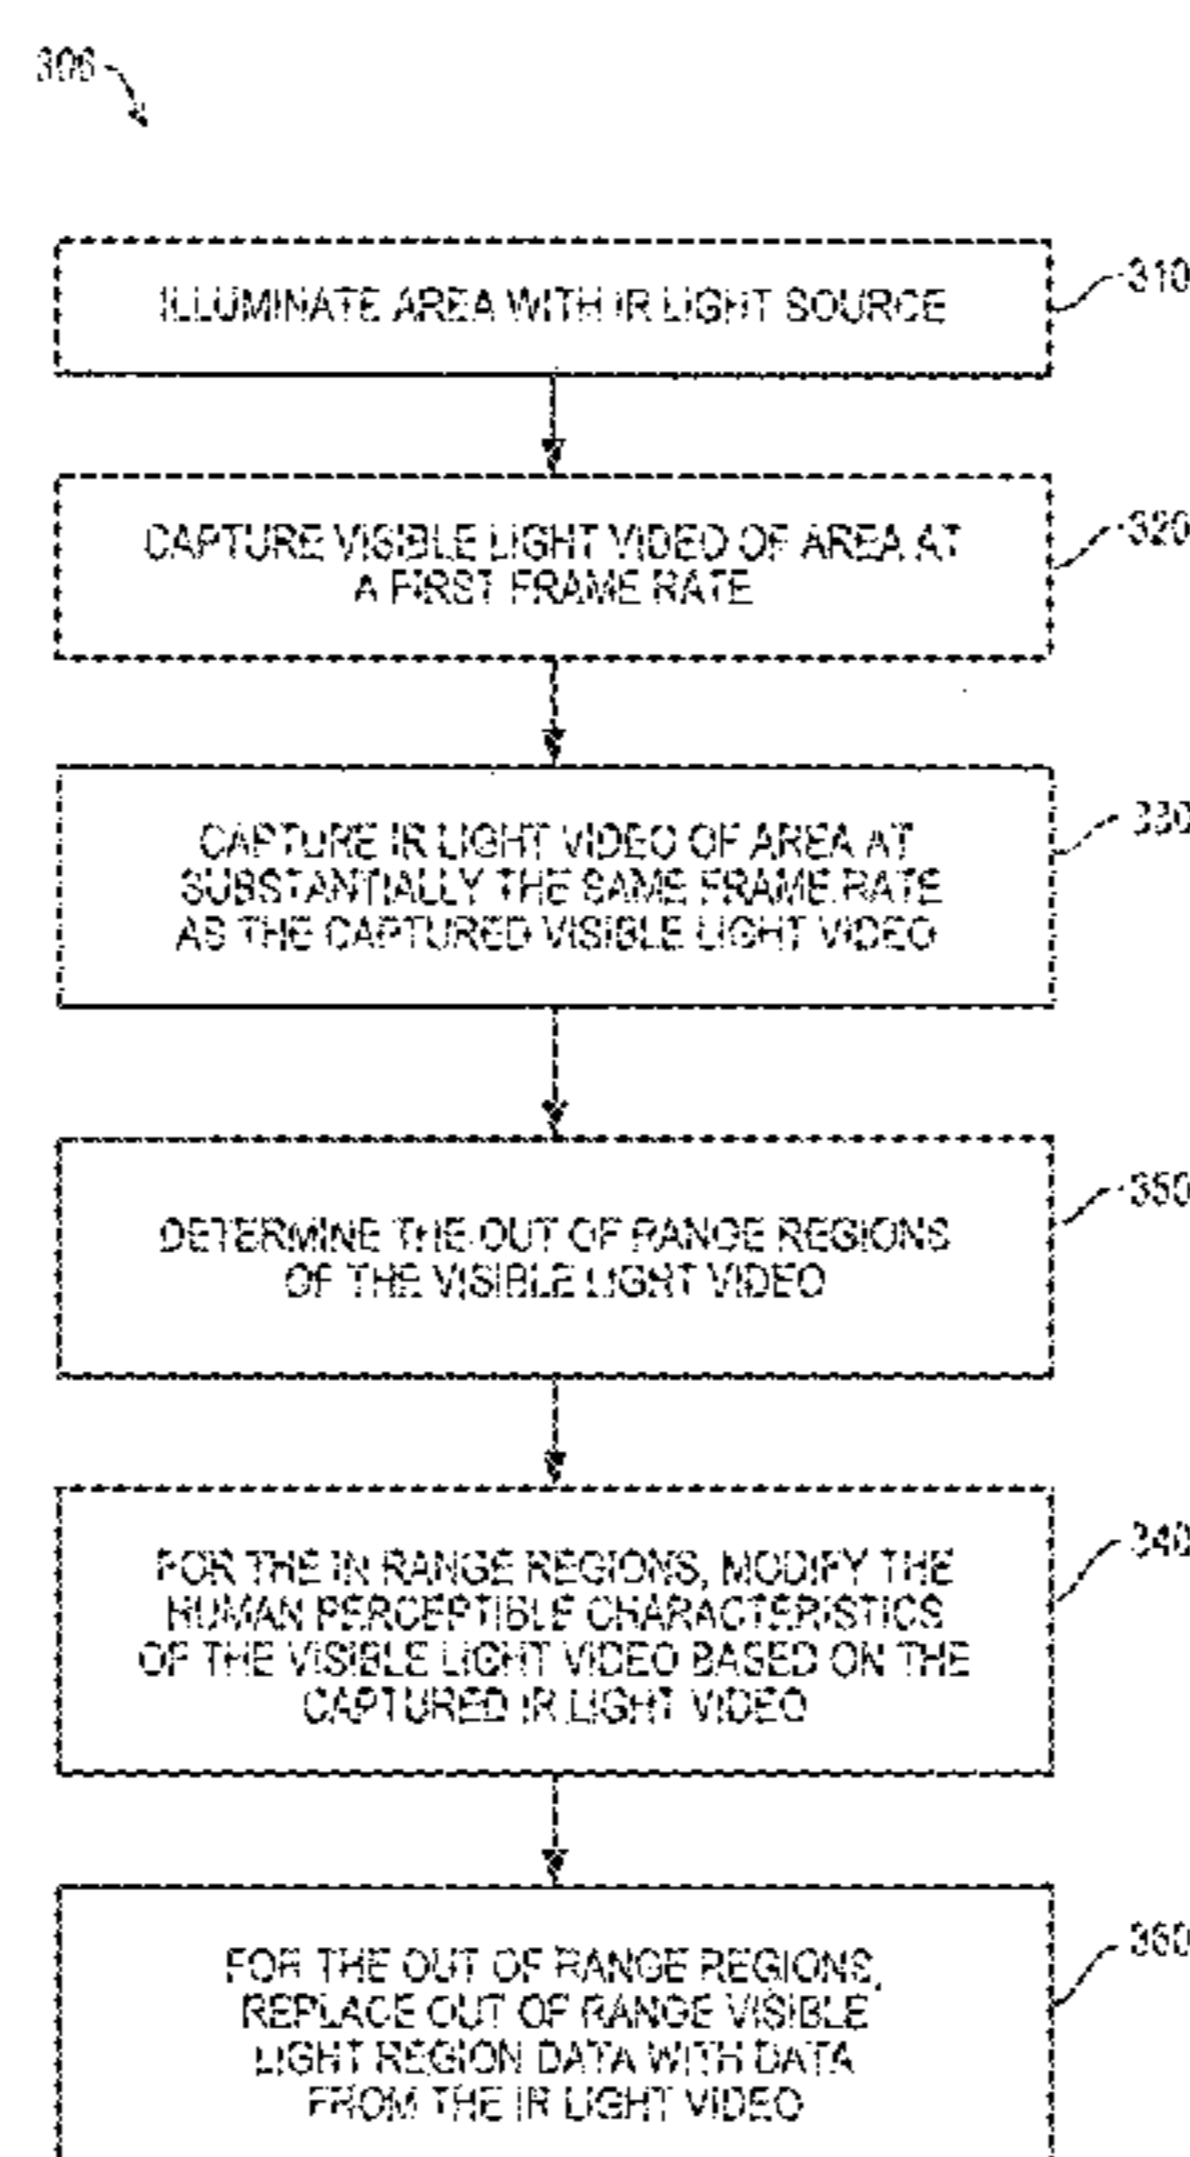 306
ILLUMINATE AREA WITH IR LIGHT SOURCE
310
CAPTURE VISIBLE LIGHT VIDEO OF AREA AT
A FIRST FRAME RATE
320
CAPTURE IR LIGHT VIDEO OF AREA AT
SUBSTANTIALLY THE SAME FRAME RATE
AS THE CAPTURED VISIBLE LIGHT VIDEO
330
DETERMINE THE OUT OF RANGE REGIONS
OF THE VISIBLE LIGHT VIDEO
350
FOR THE IN RANGE REGIONS, MODIFY THE
HUMAN PERCEPTIBLE CHARACTERISTICS
OF THE VISIBLE LIGHT VIDEO BASED ON THE
CAPTURED IR LIGHT VIDEO
340
FOR THE OUT OF RANGE REGIONS,
REPLACE OUT OF RANGE VISIBLE
LIGHT REGION DATA WITH DATA
FROM THE IR LIGHT VIDEO
360